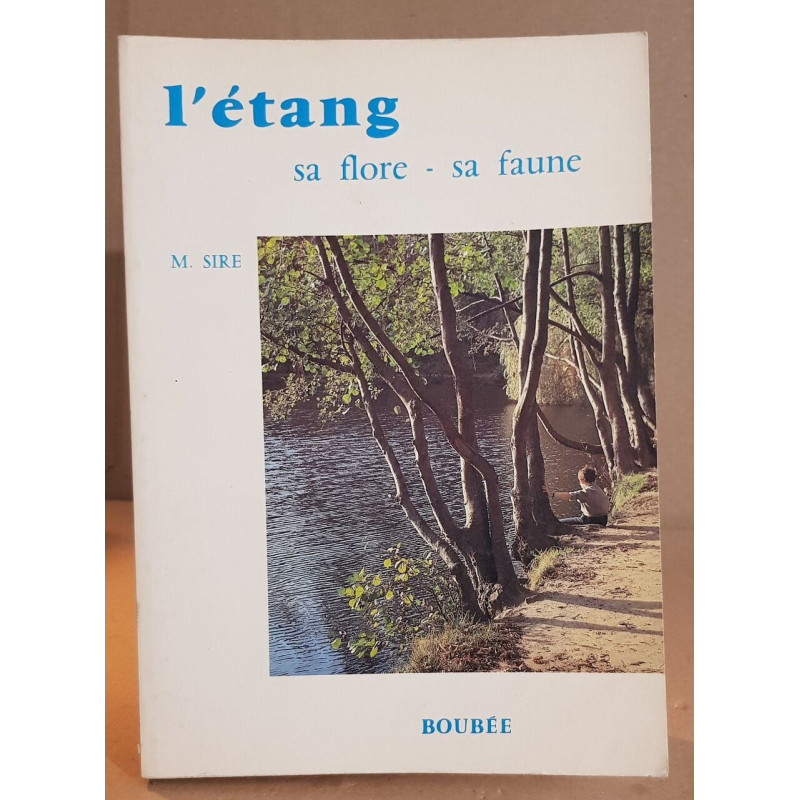 l'étang
sa flore - sa faune
M. SIRE
BOUBÉE